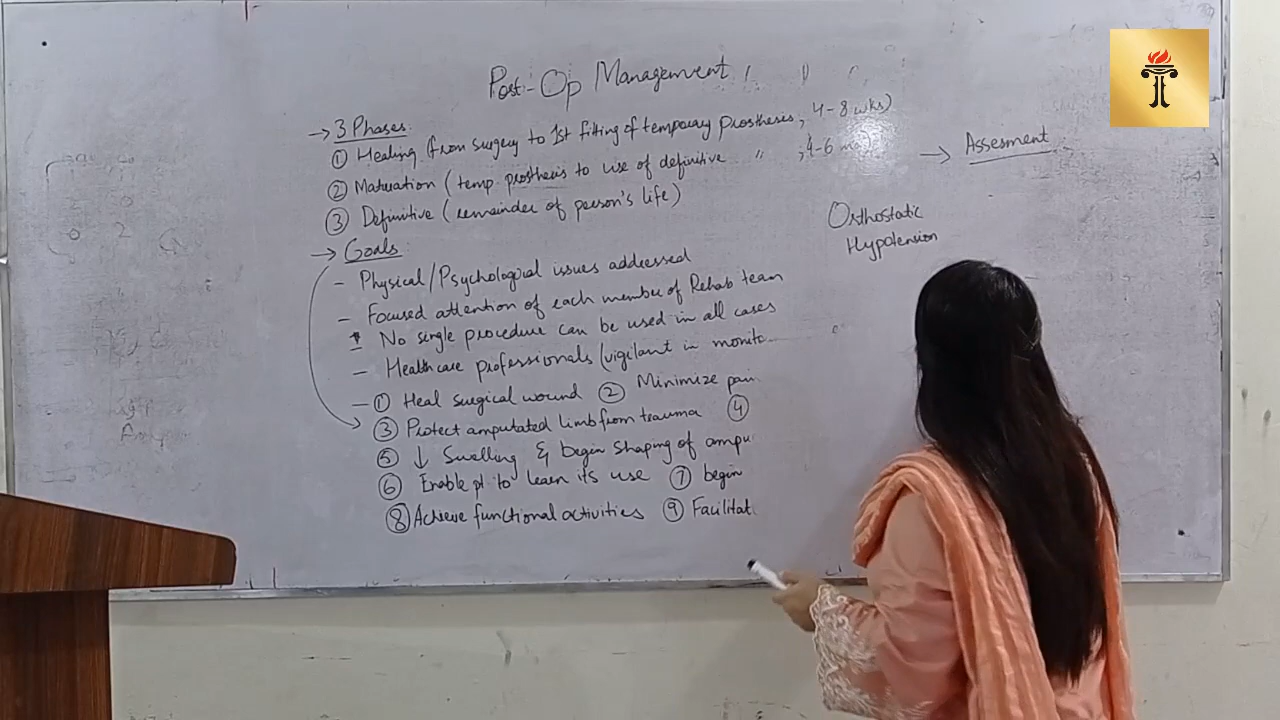 Post-Op Management
→ 3 Phases
① Healing (from surgery to 1st fitting of temporary Prosthesis, 4-8 wks)
② Maturation (temp prosthesis to use of definitive " ; 4-6 mo)
③ Definitive (remainder of person's life)
→ Goals
- Physical/Psychological issues addressed
- Focused attention of each member of Rehab team
* No single procedure can be used in all cases
- Healthcare professionals (vigilant in
- ① Heal surgical wound ② Minimize
③ Protect amputated limb from trauma ④
⑤ ↓ Swelling & begin shaping of
⑥ Enable pt to learn its use ⑦ begin
⑧ Achieve functional activities ⑨
→ Assesment
Orthostatic
Hypotension